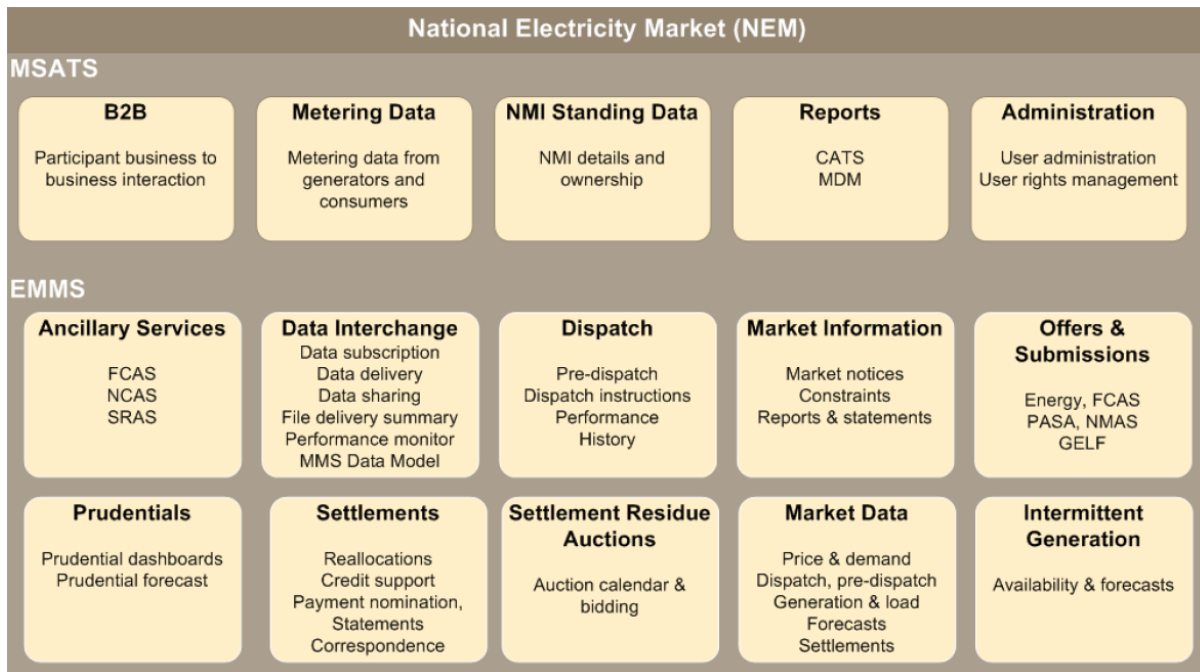 National Electricity Market (NEM)
MSATS
B2B
Participant business to
business interaction
Metering Data
Metering data from
generators and
consumers
NMI Standing Data
NMI details and
ownership
Reports
CATS
MDM
Administration
User administration
User rights management
EMMS
Ancillary Services
FCAS
NCAS
SRAS
Data Interchange
Data subscription
Data delivery
Data sharing
File delivery summary
Performance monitor
MMS Data Model
Dispatch
Pre-dispatch
Dispatch instructions
Performance
History
Market Information
Market notices
Constraints
Reports & statements
Offers &
Submissions
Energy, FCAS
PASA, NMAS
GELF
Prudentials
Prudential dashboards
Prudential forecast
Settlements
Reallocations
Credit support
Payment nomination,
Statements
Correspondence
Settlement Residue
Auctions
Auction calendar &
bidding
Market Data
Price & demand
Dispatch, pre-dispatch
Generation & load
Forecasts
Settlements
Intermittent
Generation
Availability & forecasts